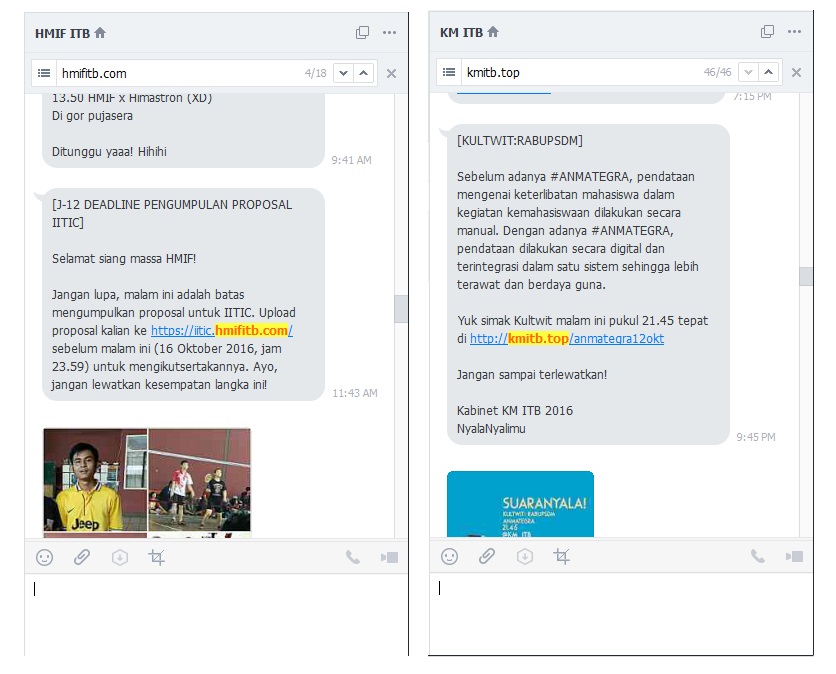 HMIF ITB
hmifitb.com 4/18
13.50 HMIF x Himastron (XD)
Di gor pujasera
Ditunggu yaaa! Hihihi
9:41 AM
[J-12 DEADLINE PENGUMPULAN PROPOSAL
IITIC]
Selamat siang massa HMIF!
Jangan lupa, malam ini adalah batas
mengumpulkan proposal untuk IITIC. Upload
proposal kalian ke https://iitic.hmifitb.com/
sebelum malam ini (16 Oktober 2016, jam
23.59) untuk mengikutsertakannya. Ayo,
jangan lewatkan kesempatan langka ini!
11:43 AM
Jeep
KM ITB
kmitb.top 46/46
7:15 PM
[KULTWIT:RABUPSDM]
Sebelum adanya #ANMATEGRA, pendataan
mengenai keterlibatan mahasiswa dalam
kegiatan kemahasiswaan dilakukan secara
manual. Dengan adanya #ANMATEGRA,
pendataan dilakukan secara digital dan
terintegrasi dalam satu sistem sehingga lebih
terawat dan berdaya guna.
Yuk simak Kultwit malam ini pukul 21.45 tepat
di http://kmitb.top/anmategra12okt
Jangan sampai terlewatkan!
Kabinet KM ITB 2016
NyalaNyalimu
9:45 PM
SUARANYALA!
KULTWIT: RABUPSDM
ANMATEGRA
21.45
@KM_ITB